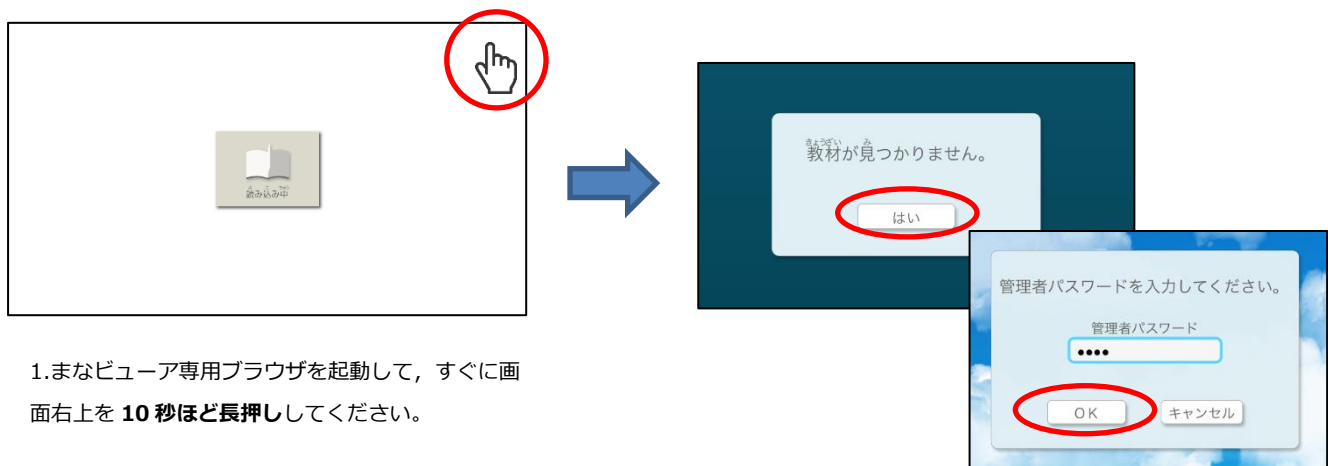 読み込み中
教材が見つかりません。
はい
管理者パスワードを入力してください。
管理者パスワード
••••
OK
キャンセル
1.まなビューア専用ブラウザを起動して，すぐに画
面右上を 10 秒ほど長押ししてください。